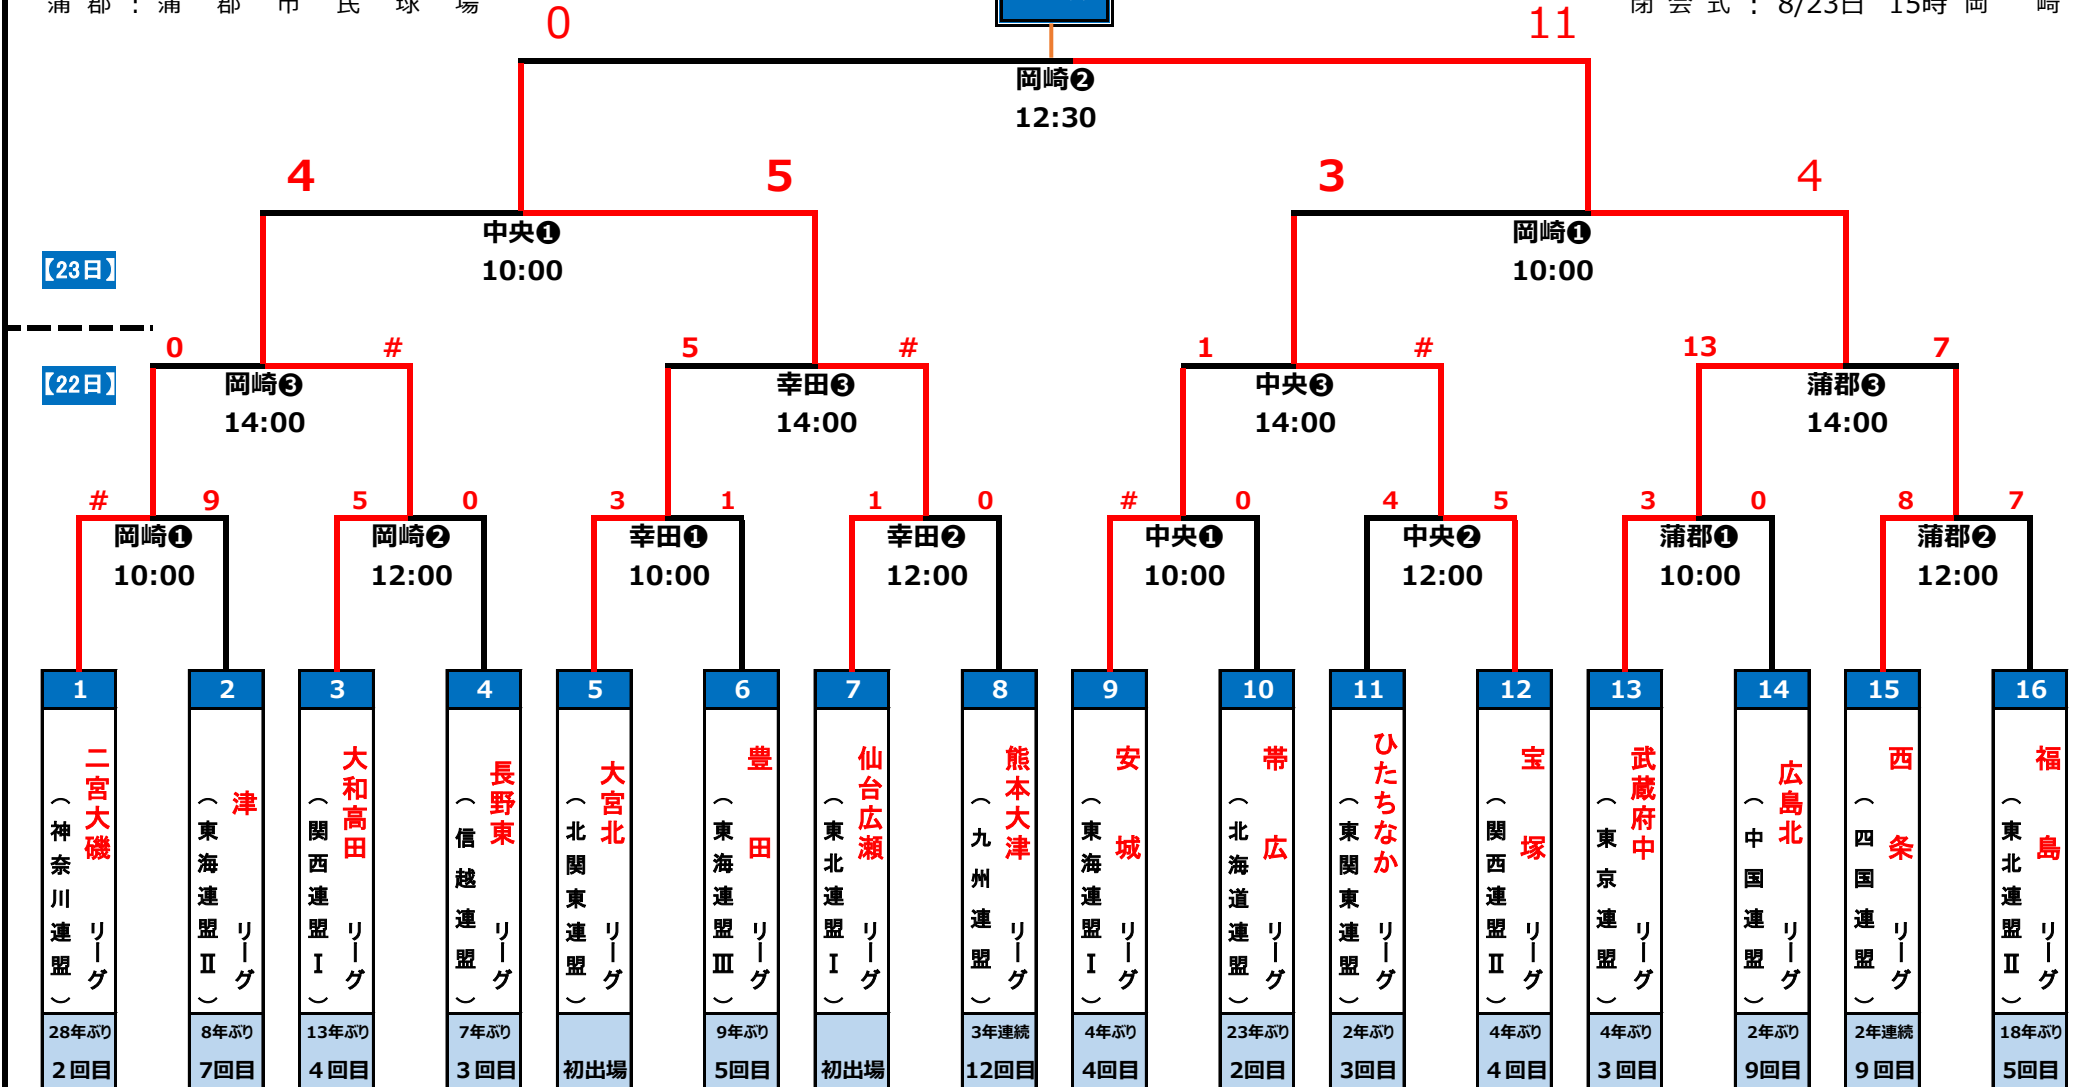 蒲郡：蒲郡市民球場
閉会式：8/23日 15時 岡崎
0 11
岡崎❷
12:30
4 5 3 4
中央❶ 岡崎❶
10:00 10:00
【23日】
0 # 5 # 1 # 13 7
【22日】
岡崎❸ 幸田❸ 中央❸ 蒲郡❸
14:00 14:00 14:00 14:00
# 9 5 0 3 1 1 0 # 0 4 5 3 0 8 7
岡崎❶ 岡崎❷ 幸田❶ 幸田❷ 中央❶ 中央❷ 蒲郡❶ 蒲郡❷
10:00 12:00 10:00 12:00 10:00 12:00 10:00 12:00
1 2 3 4 5 6 7 8 9 10 11 12 13 14 15 16
二宮大磯リーグ
（神奈川連盟）
津リーグ
（東海連盟Ⅱ）
大和高田リーグ
（関西連盟Ⅰ）
長野東リーグ
（信越連盟）
大宮北リーグ
（北関東連盟）
豊田リーグ
（東海連盟Ⅲ）
仙台広瀬リーグ
（東北連盟Ⅰ）
熊本大津リーグ
（九州連盟）
安城リーグ
（東海連盟Ⅰ）
帯広リーグ
（北海道連盟）
ひたちなかリーグ
（東関東連盟）
宝塚リーグ
（関西連盟Ⅱ）
武蔵府中リーグ
（東京連盟）
広島北リーグ
（中国連盟）
西条リーグ
（四国連盟）
福島リーグ
（東北連盟Ⅱ）
28年ぶり 8年ぶり 13年ぶり 7年ぶり 9年ぶり 3年連続 4年ぶり 23年ぶり 2年ぶり 4年ぶり 4年ぶり 2年ぶり 2年連続 18年ぶり
2回目 7回目 4回目 3回目 初出場 5回目 初出場 12回目 4回目 2回目 3回目 4回目 3回目 9回目 9回目 5回目